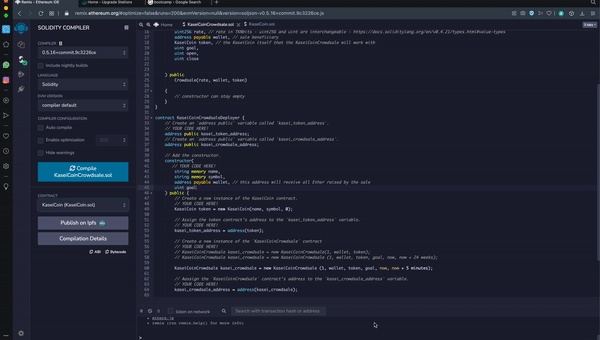 Remix - Ethereum IDE
Home - Upgrade Stations
bootcamp - Google Search
remix.ethereum.org/#optimize=false&runs=200&evmVersion=null&version=soljson-v0.5.16+commit.9c3226ce.js
SOLIDITY COMPILER
Home
KaseiCoinCrowdsale.sol
KaseiCoin.sol
COMPILER
0.5.16+commit.9c3226ce
Include nightly builds
LANGUAGE
Solidity
EVM VERSION
compiler default
COMPILER CONFIGURATION
Auto compile
Enable optimization
200
Hide warnings
Compile
KaseiCoinCrowdsale.sol
CONTRACT
KaseiCoin (KaseiCoin.sol)
Publish on Ipfs
Compilation Details
ABI
Bytecode
uint256 rate, // rate in TKNbits - uint256 and uint are interchangeable - https://docs.soliditylang.org/en/v0.4.21/types.html#value-types
address payable wallet, // sale beneficiary
KaseiCoin token, // the KaseiCoin itself that the KaseiCoinCrowdsale will work with
uint goal,
uint open,
uint close
) public
Crowdsale(rate, wallet, token)
{
// constructor can stay empty
}
}
contract KaseiCoinCrowdsaleDeployer {
// Create an `address public` variable called `kasei_token_address`.
// YOUR CODE HERE!
address public kasei_token_address;
// Create an `address public` variable called `kasei_crowdsale_address`.
address public kasei_crowdsale_address;
// Add the constructor.
constructor(
// YOUR CODE HERE!
string memory name,
string memory symbol,
address payable wallet, // this address will receive all Ether raised by the sale
uint goal
) public {
// Create a new instance of the KaseiCoin contract.
// YOUR CODE HERE!
KaseiCoin token = new KaseiCoin(name, symbol, 0);
// Assign the token contract's address to the `kasei_token_address` variable.
// YOUR CODE HERE!
kasei_token_address = address(token);
// Create a new instance of the `KaseiCoinCrowdsale` contract
// YOUR CODE HERE!
// KaseiCoinCrowdsale kasei_crowdsale = new KaseiCoinCrowdsale(1, wallet, token);
// KaseiCoinCrowdsale kasei_crowdsale = new KaseiCoinCrowdsale (1, wallet, token, goal, now, now + 24 weeks);
KaseiCoinCrowdsale kasei_crowdsale = new KaseiCoinCrowdsale (1, wallet, token, goal, now, now + 5 minutes);
// Aassign the `KaseiCoinCrowdsale` contract's address to the `kasei_crowdsale_address` variable.
// YOUR CODE HERE!
kasei_crowdsale_address = address(kasei_crowdsale);
listen on network
Search with transaction hash or address
• ethers.js
• remix (run remix.help() for more info)
>